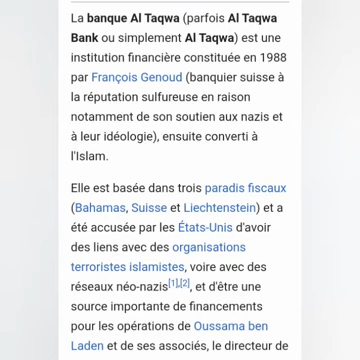 La banque Al Taqwa (parfois Al Taqwa
Bank ou simplement Al Taqwa) est une
institution financière constituée en 1988
par François Genoud (banquier suisse à
la réputation sulfureuse en raison
notamment de son soutien aux nazis et
à leur idéologie), ensuite converti à
l'Islam.
Elle est basée dans trois paradis fiscaux
(Bahamas, Suisse et Liechtenstein) et a
été accusée par les États-Unis d'avoir
des liens avec des organisations
terroristes islamistes, voire avec des
réseaux néo-nazis[1],[2], et d'être une
source importante de financements
pour les opérations de Oussama ben
Laden et de ses associés, le directeur de